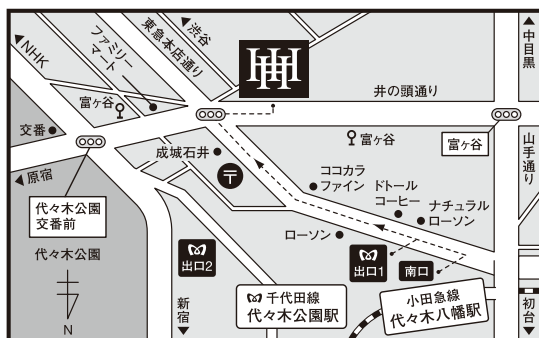 NHK
ファミリー
マート
東急本店通り
渋谷
HH
中目黒
井の頭通り
富ヶ谷
交番
成城石井
〒
富ヶ谷
富ヶ谷
山手通り
原宿
代々木公園
交番前
代々木公園
N
ココカラ
ファイン
ドトール
コーヒー
ナチュラル
ローソン
ローソン
出口2
出口1
南口
新宿
千代田線
代々木公園駅
小田急線
代々木八幡駅
初台